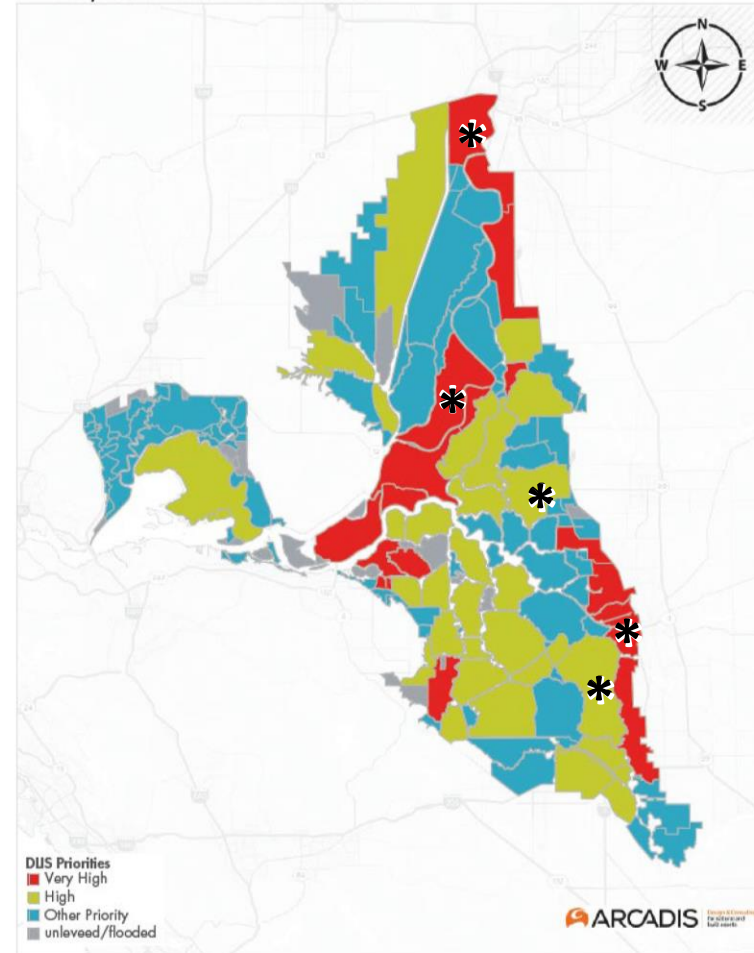 N
W E
S
DLIS Priorities
Very High
High
Other Priority
unleveed/flooded
ARCADIS